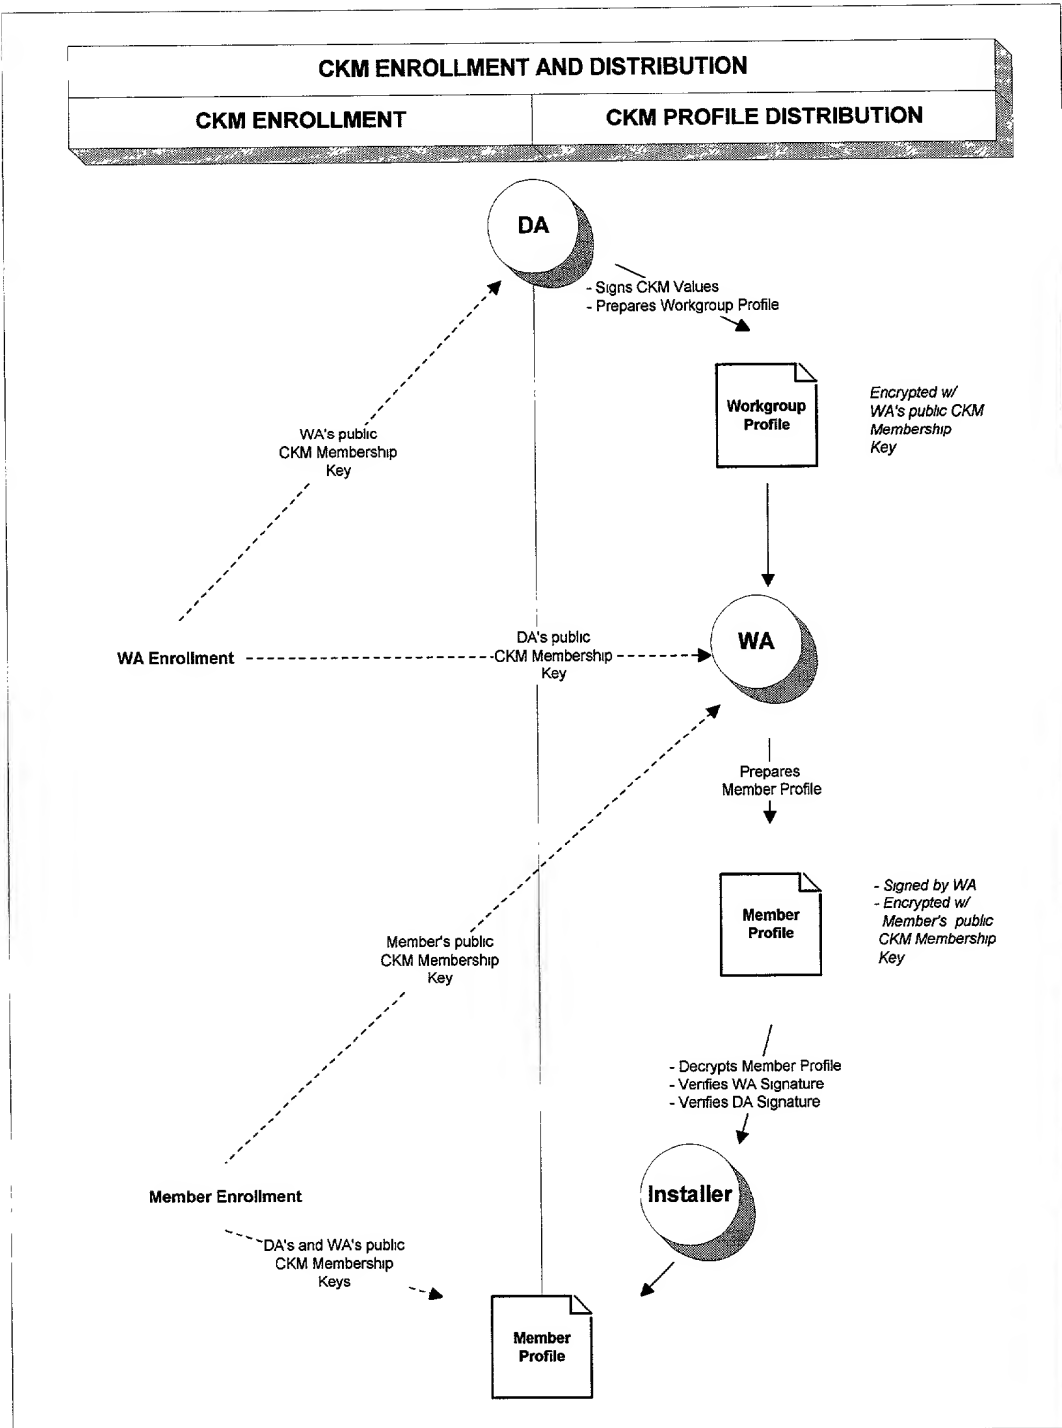 CKM ENROLLMENT AND DISTRIBUTION
CKM ENROLLMENT
CKM PROFILE DISTRIBUTION
DA
- Signs CKM Values
- Prepares Workgroup Profile
Workgroup
Profile
Encrypted w/
WA's public CKM
Membership
Key
WA's public
CKM Membership
Key
WA Enrollment
DA's public
CKM Membership
Key
WA
Prepares
Member Profile
Member
Profile
- Signed by WA
- Encrypted w/
Member's public
CKM Membership
Key
Member's public
CKM Membership
Key
- Decrypts Member Profile
- Verifies WA Signature
- Verifies DA Signature
Member Enrollment
Installer
DA's and WA's public
CKM Membership
Keys
Member
Profile